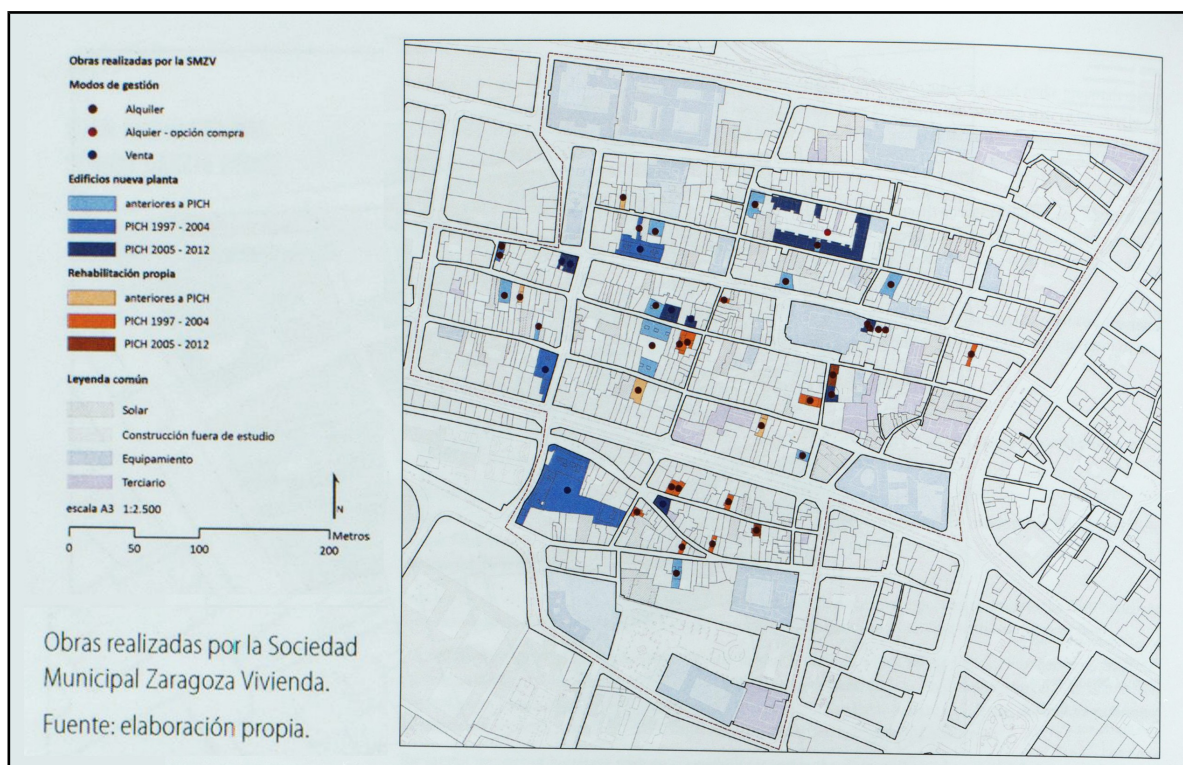 Obras realizadas por la SMZV
Modos de gestión
Alquiler
Alquier - opción compra
Venta
Edificios nueva planta
anteriores a PICH
PICH 1997 - 2004
PICH 2005 - 2012
Rehabilitación propia
anteriores a PICH
PICH 1997 - 2004
PICH 2005 - 2012
Leyenda común
Solar
Construcción fuera de estudio
Equipamiento
Terciario
escala A3 1:2.500
N
Metros
0 50 100 200
Obras realizadas por la Sociedad
Municipal Zaragoza Vivienda.
Fuente: elaboración propia.